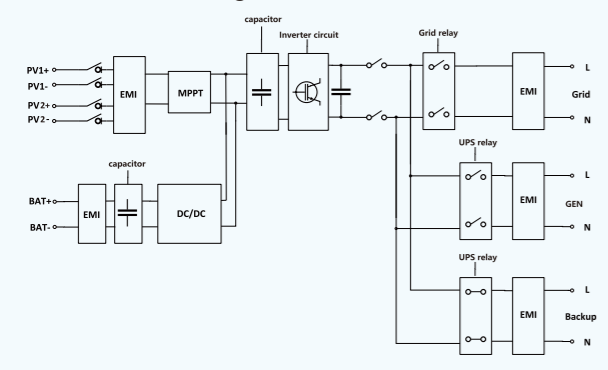 capacitor
Inverter circuit
Grid relay
PV1+
PV1-
PV2+
PV2-
EMI
MPPT
EMI
L
Grid
N
capacitor
BAT+
BAT-
EMI
DC/DC
UPS relay
EMI
L
GEN
N
UPS relay
EMI
L
Backup
N